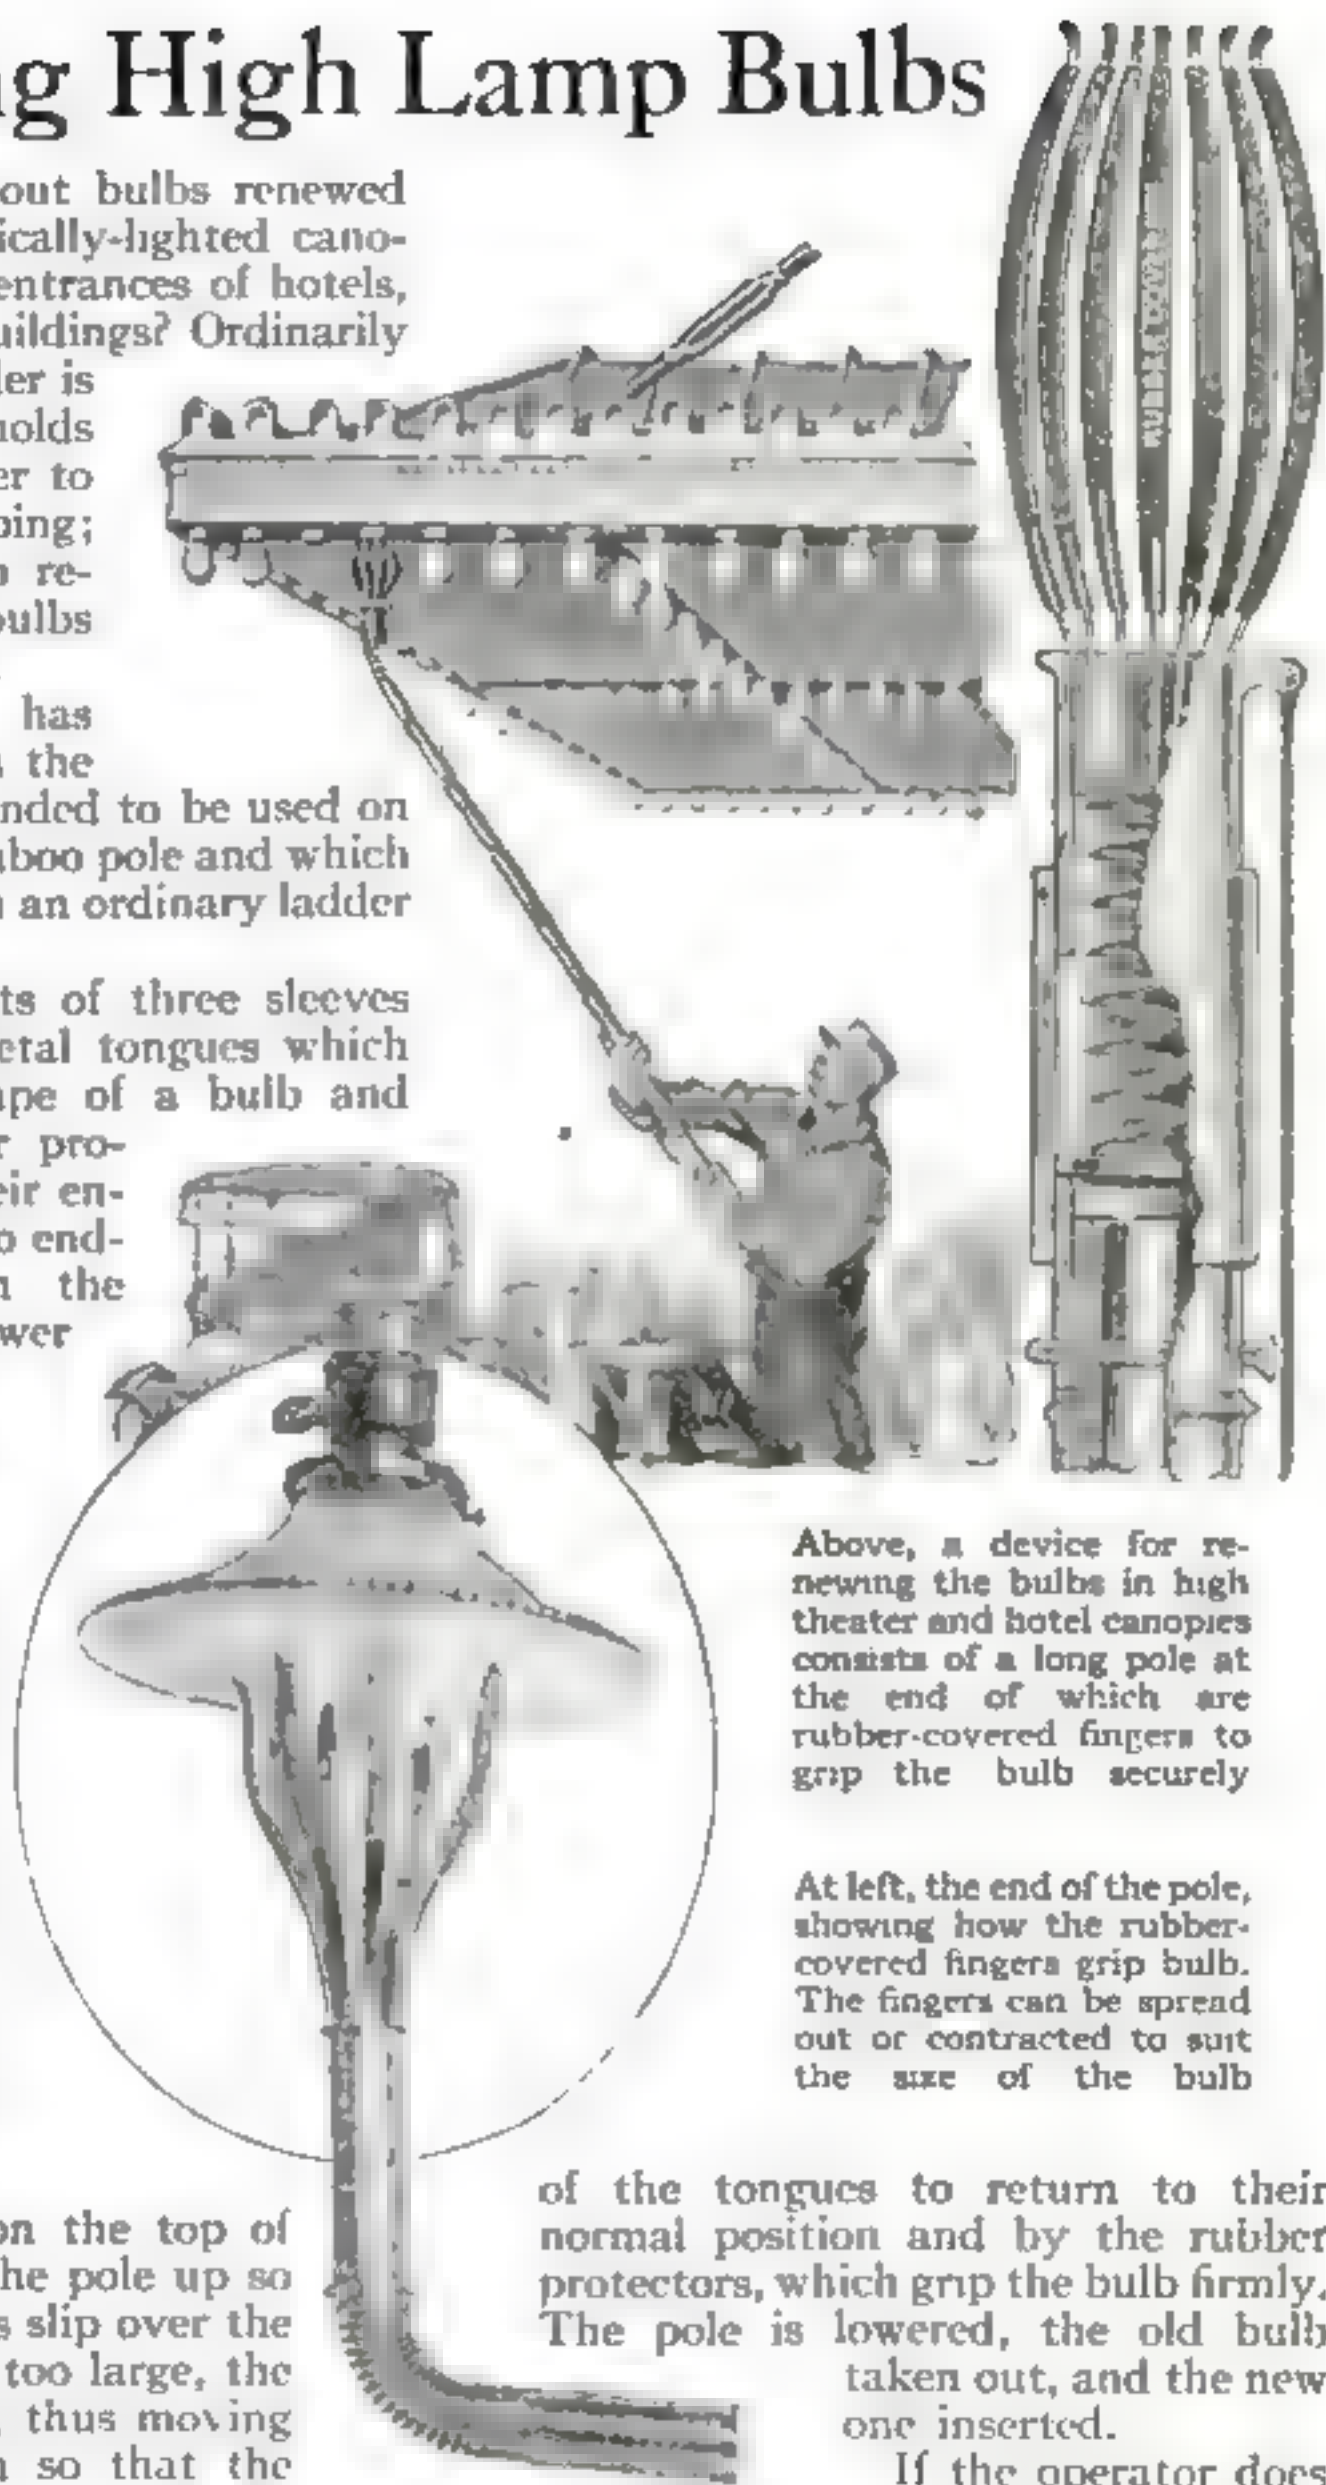 High Lamp Bulbs
out bulbs renewed
ically-lighted cano-
entrances of hotels,
uildings? Ordinarily
ler is
olds
er to
ping;
re-
bulbs
has
the
nded to be used on
boo pole and which
an ordinary ladder
ts of three sleeves
etal tongues which
ape of a bulb and
pro-
eir en-
end-
the
wer
RUBBER COVER
Above, a device for re-
newing the bulbs in high
theater and hotel canopies
consists of a long pole at
the end of which are
rubber-covered fingers to
grip the bulb securely
At left, the end of the pole,
showing how the rubber-
covered fingers grip bulb.
The fingers can be spread
out or contracted to suit
the size of the bulb
on the top of
he pole up so
s slip over the
too large, the
thus moving
so that the
of the tongues to return to their
normal position and by the rubber
protectors, which grip the bulb firmly.
The pole is lowered, the old bulb
taken out, and the new
one inserted.
If the operator does